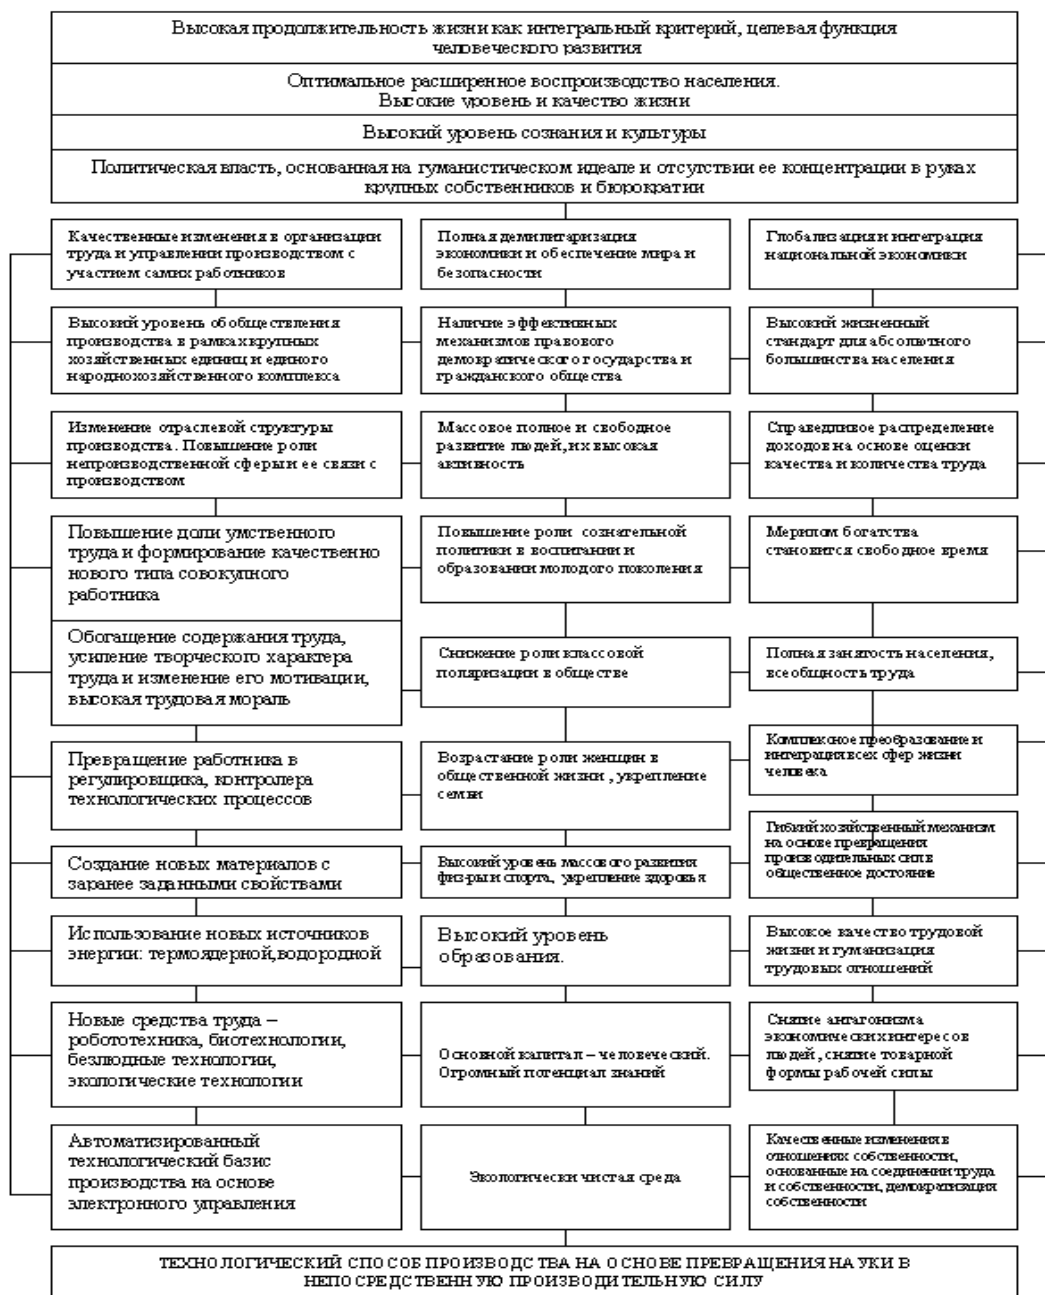 Высокая продолжительность жизни как интегральный критерий, целевая функция
человеческого развития
Оптимальное расширенное воспроизводство населения.
Высокие уровень и качество жизни
Высокий уровень сознания и культуры
Политическая власть, основанная на гуманистическом идеале и отсутствии ее концентрации в руках
крупных собственников и бюрократии
Качественные изменения в организации
труда и управлении производством с
участием самих работников
Полная демилитаризация
экономики и обеспечение мира и
безопасности
Глобализация и интеграция
национальной экономики
Высокий уровень обобществления
производства в рамках крупных
хозяйственных единиц и единого
народнохозяйственного комплекса
Наличие эффективных
механизмов правового
демократического государства и
гражданского общества
Высокий жизненный
стандарт для абсолютного
большинства населения
Изменение отраслевой структуры
производства. Повышение роли
непроизводственной сферы и ее связи с
производством
Массовое полное и свободное
развитие людей, их высокая
активность
Справедливое распределение
доходов на основе оценки
качества и количества труда
Повышение доли умственного
труда и формирование качественно
нового типа совокупного
работника
Повышение роли сознательной
политики в воспитании и
образовании молодого поколения
Мерилом богатства
становится свободное время
Обогащение содержания труда,
усиление творческого характера
труда и изменение его мотивации,
высокая трудовая мораль
Снижение роли классовой
поляризации в обществе
Полная занятость населения,
всеобщность труда
Превращение работника в
регулировщика, контролера
технологических процессов
Возрастание роли женщин в
общественной жизни , укрепление
семьи
Комплексное преобразование и
интеграция всех сфер жизни
человека
Создание новых материалов с
заранее заданными свойствами
Высокий уровень массового развития
физ-ры и спорта, укрепление здоровья
Гибкий хозяйственный механизм
на основе превращения
производительных сил в
общественное достояние
Использование новых источников
энергии: термоядерной,водородной
Высокий уровень
образования.
Высокое качество трудовой
жизни и гуманизация
трудовых отношений
Новые средства труда –
робототехника, биотехнологии,
безлюдные технологии,
экологические технологии
Основной капитал – человеческий.
Огромный потенциал знаний
Снятие антагонизма
экономических интересов
людей , снятие товарной
формы рабочей силы
Автоматизированный
технологический базис
производства на основе
электронного управления
Экологически чистая среда
Качественные изменения в
отношениях собственности,
основанные на соединении труда
и собственности, демократизация
собственности
ТЕХНОЛОГИЧЕСКИЙ СПОСОБ ПРОИЗВОДСТВА НА ОСНОВЕ ПРЕВРАЩЕНИЯ НАУКИ В
НЕПОСРЕДСТВЕННУЮ ПРОИЗВОДИТЕЛЬНУЮ СИЛУ